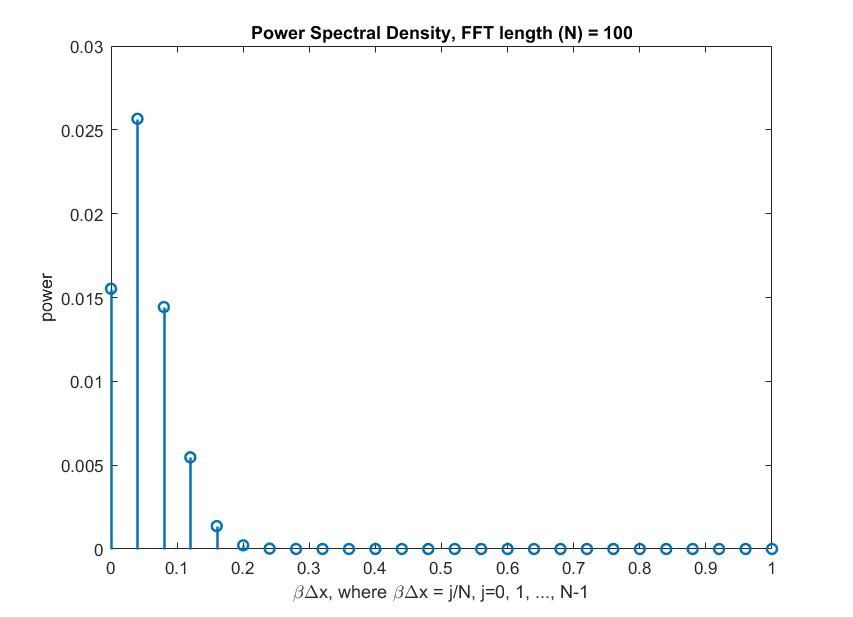 Power Spectral Density, FFT length (N) = 100
0.03
0.025
0.02
0.015
0.01
0.005
0
power
0 0.1 0.2 0.3 0.4 0.5 0.6 0.7 0.8 0.9 1
βΔx, where βΔx = j/N, j=0, 1, ..., N-1